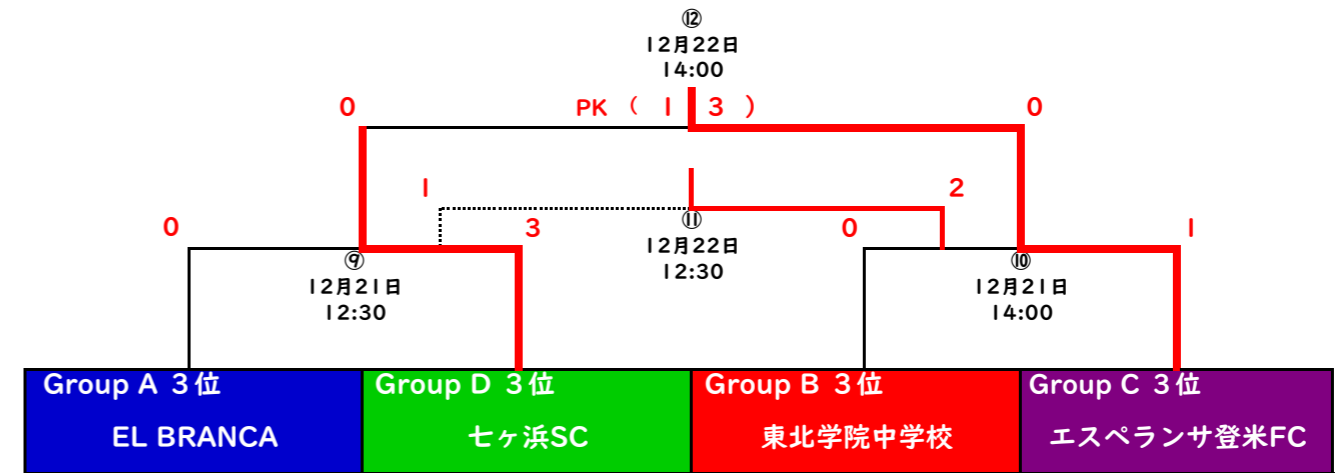 ⑫
12月22日
14:00
0 PK ( 1 3 ) 0
1 2
0 3 ⑪ 0 1
12月22日
12:30
⑨ ⑩
12月21日 12月21日
12:30 14:00
Group A 3位 Group D 3位 Group B 3位 Group C 3位
EL BRANCA 七ヶ浜SC 東北学院中学校 エスペランサ登米FC